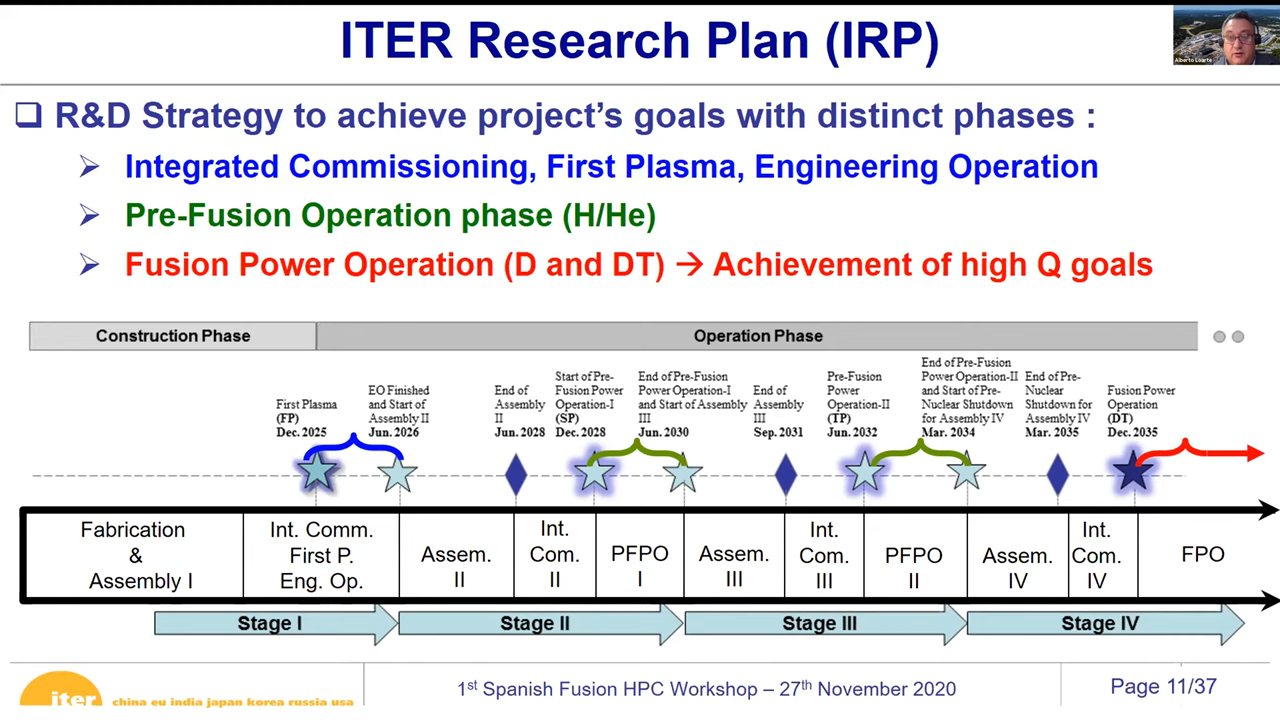 ITER Research Plan (IRP)
Alberto Loarte
R&D Strategy to achieve project's goals with distinct phases :
Integrated Commissioning, First Plasma, Engineering Operation
Pre-Fusion Operation phase (H/He)
Fusion Power Operation (D and DT) → Achievement of high Q goals
Construction Phase
Operation Phase
First Plasma
(FP)
Dec. 2025
EO Finished
and Start of
Assembly II
Jun. 2026
End of
Assembly
II
Jun. 2028
Start of Pre-
Fusion Power
Operation-I
(SP)
Dec. 2028
End of Pre-Fusion
Power Operation-I
and Start of Assembly
III
Jun. 2030
End of
Assembly
III
Sep. 2031
Pre-Fusion
Power
Operation-II
(TP)
Jun. 2032
End of Pre-Fusion
Power Operation-II
and Start of Pre-
Nuclear Shutdown
for Assembly IV
Mar. 2034
End of Pre-
Nuclear
Shutdown for
Assembly IV
Mar. 2035
Fusion Power
Operation
(DT)
Dec. 2035
Fabrication
&
Assembly I
Int. Comm.
First P.
Eng. Op.
Assem.
II
Int.
Com.
II
PFPO
I
Assem.
III
Int.
Com.
III
PFPO
II
Assem.
IV
Int.
Com.
IV
FPO
Stage I
Stage II
Stage III
Stage IV
iter
china eu india japan korea russia usa
1st Spanish Fusion HPC Workshop – 27th November 2020
Page 11/37